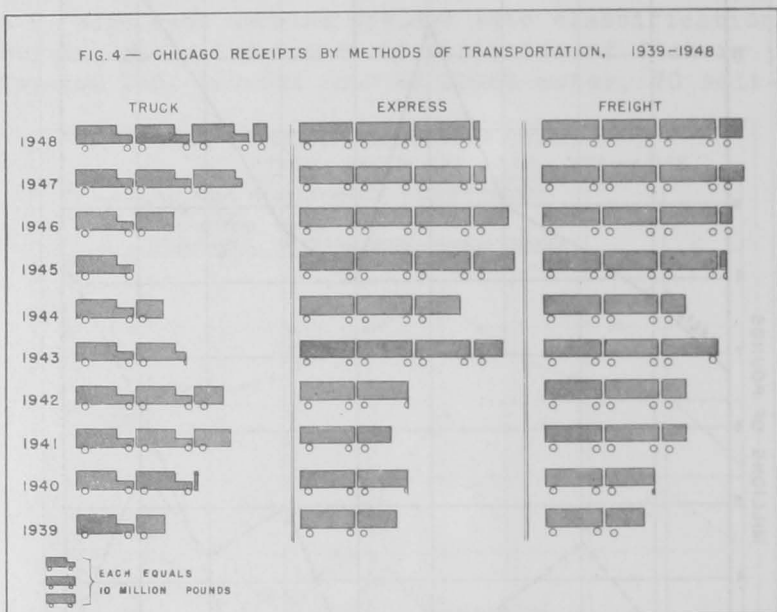 FIG. 4 — CHICAGO RECEIPTS BY METHODS OF TRANSPORTATION, 1939-1948
TRUCK EXPRESS FREIGHT
1948
1947
1946
1945
1944
1943
1942
1941
1940
1939
EACH EQUALS
10 MILLION POUNDS